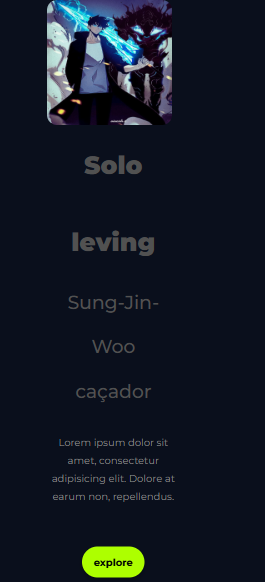 Solo
leving
Sung-Jin-
Woo
caçador
Lorem ipsum dolor sit
amet, consectetur
adipisicing elit. Dolore at
earum non, repellendus.
explore